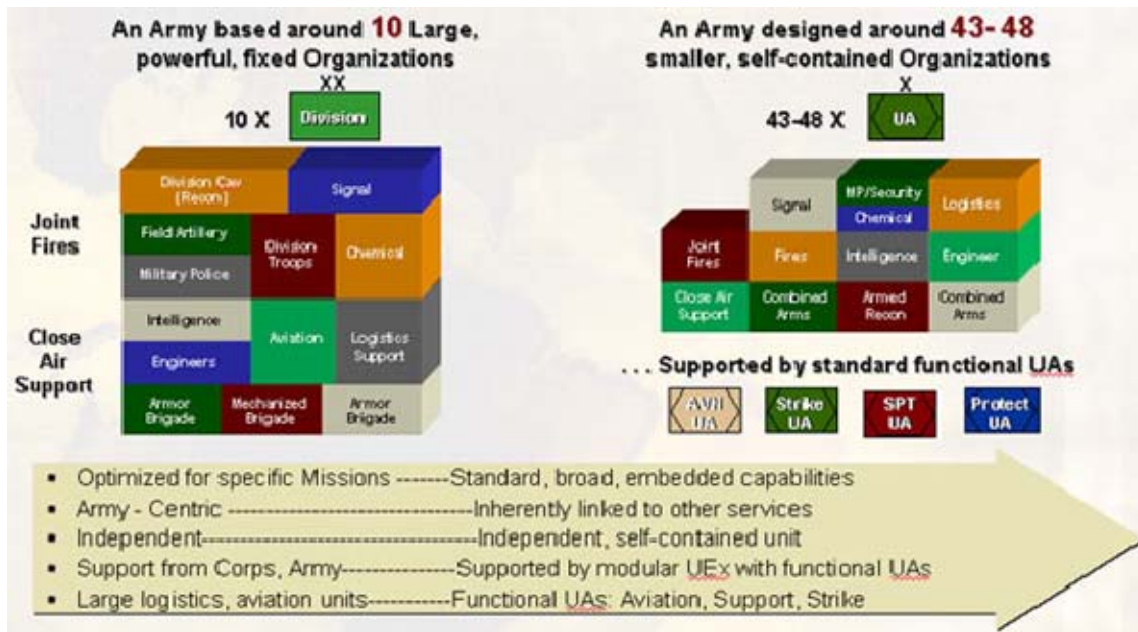 An Army based around 10 Large,
powerful, fixed Organizations
XX
10 X
Division
Division Cav
[Recon]
Signal
Joint
Fires
Field Artillery
Division
Troops
Chemical
Military Police
Close
Air
Support
Intelligence
Aviation
Logistics
Support
Engineers
Armor
Brigade
Mechanized
Brigade
Armor
Brigade
An Army designed around 43-48
smaller, self-contained Organizations
X
43-48 X
UA
Signal
MP/Security
Chemical
Logistics
Joint
Fires
Fires
Intelligence
Engineer
Close Air
Support
Combined
Arms
Armed
Recon
Combined
Arms
. . . Supported by standard functional UAs
AVN
UA
Strike
UA
SPT
UA
Protect
UA
▪ Optimized for specific Missions -------Standard, broad, embedded capabilities
▪ Army - Centric --------------------------------Inherently linked to other services
▪ Independent------------------------------------Independent, self-contained unit
▪ Support from Corps, Army---------------Supported by modular UEx with functional UAs
▪ Large logistics, aviation units----------Functional UAs: Aviation, Support, Strike